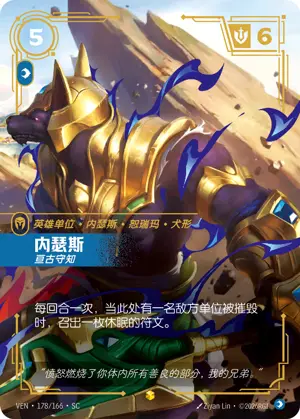 5
6
英雄单位·内瑟斯·恕瑞玛·犬形
内瑟斯
亘古守知
每回合一次，当此处有一名敌方单位被摧毁
时，召出一枚休眠的符文。
“愤怒燃烧了你体内所有善良的部分，我的兄弟。”
VEN · 178/166 · SC
Ziyan Lin
©2026RGI